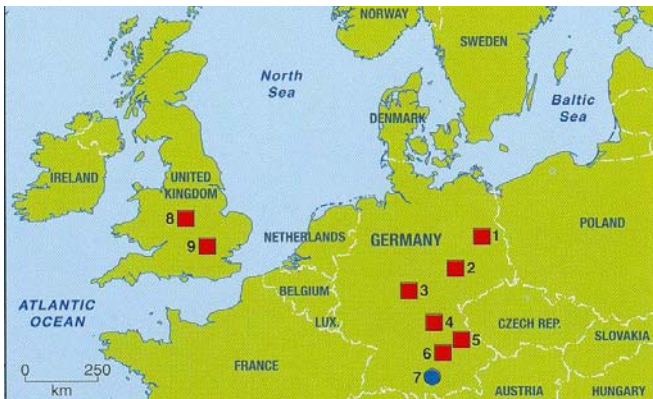 NORWAY
SWEDEN
North
Sea
Baltic
Sea
DENMARK
IRELAND
UNITED
KINGDOM
8
9
NETHERLANDS
GERMANY
1
POLAND
2
BELGIUM
3
ATLANTIC
OCEAN
LUX.
4
CZECH REP.
5
SLOVAKIA
6
FRANCE
7
0 250
km
AUSTRIA
HUNGARY